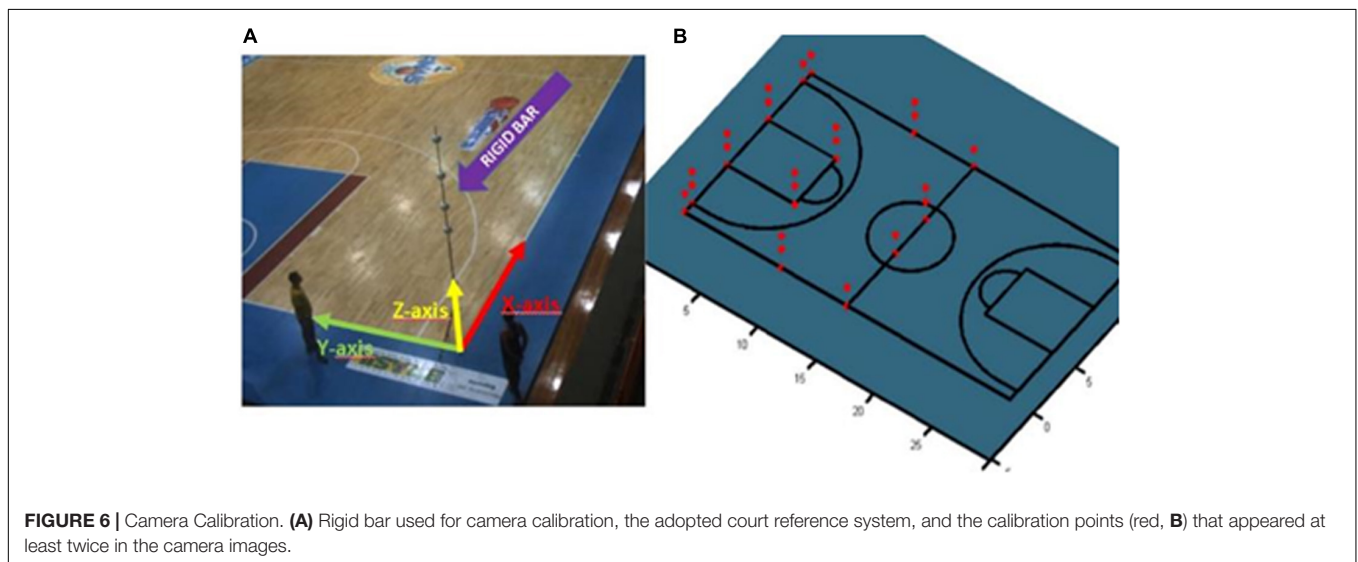 A
B
RIGID BAR
Z-axis
X-axis
Y-axis
5
10
15
20
25
5
0
FIGURE 6 | Camera Calibration. (A) Rigid bar used for camera calibration, the adopted court reference system, and the calibration points (red, B) that appeared at
least twice in the camera images.